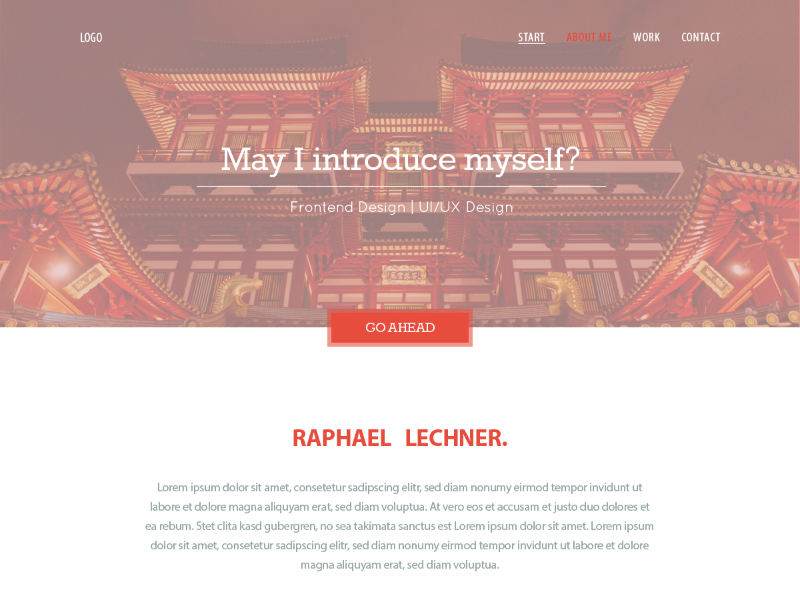 LOGO
START ABOUT ME WORK CONTACT
May I introduce myself?
Frontend Design | UI/UX Design
GO AHEAD
RAPHAEL LECHNER.
Lorem ipsum dolor sit amet, consetetur sadipscing elitr, sed diam nonumy eirmod tempor invidunt ut
labore et dolore magna aliquyam erat, sed diam voluptua. At vero eos et accusam et justo duo dolores et
ea rebum. Stet clita kasd gubergren, no sea takimata sanctus est Lorem ipsum dolor sit amet. Lorem ipsum
dolor sit amet, consetetur sadipscing elitr, sed diam nonumy eirmod tempor invidunt ut labore et dolore
magna aliquyam erat, sed diam voluptua.